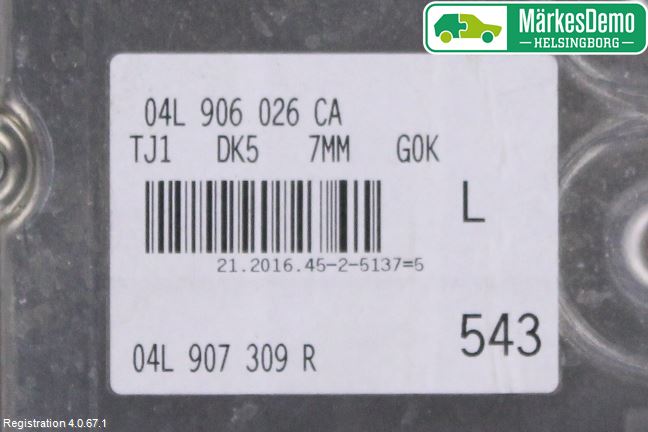 MärkesDemo
HELSINGBORG
04L 906 026 CA
TJ1 DK5 7MM G0K
L
21.2016.45-2-5137=5
543
04L 907 309 R
Registration 4.0.67.1